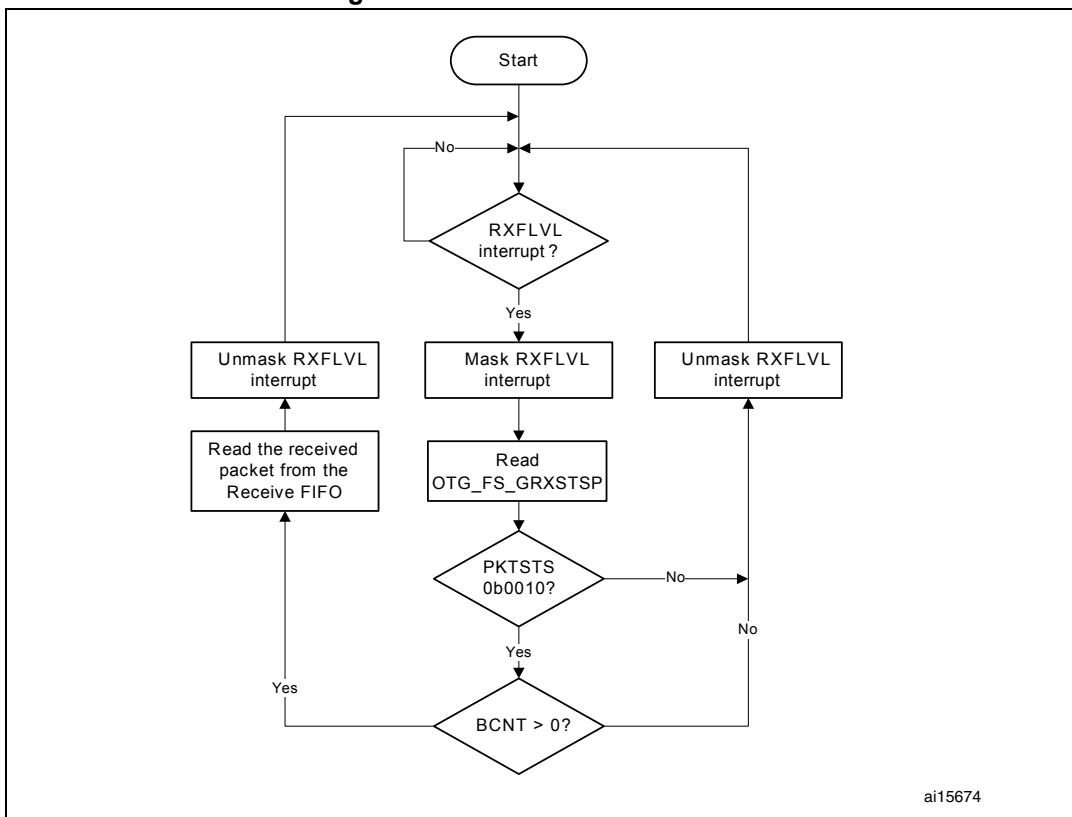 Start
No
RXFLVL
interrupt ?
Yes
Unmask RXFLVL
interrupt
Mask RXFLVL
interrupt
Unmask RXFLVL
interrupt
Read the received
packet from the
Receive FIFO
Read
OTG_FS_GRXSTSP
PKTSTS
0b0010?
No
No
Yes
Yes
BCNT > 0?
ai15674